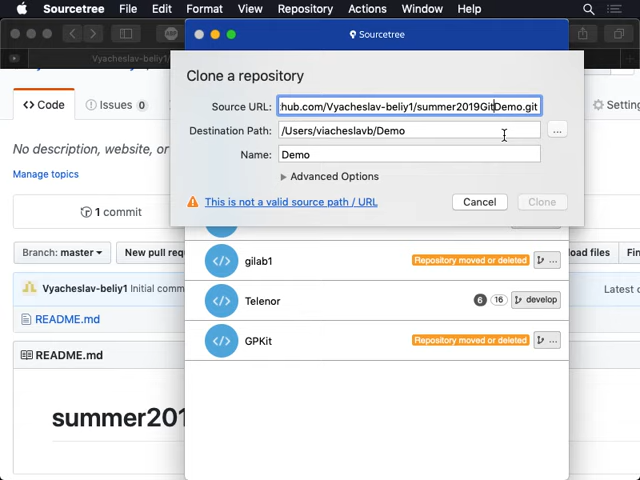 Sourcetree File Edit Format View Repository Actions Window Help
Sourcetree
Vyacheslav-beliy1/
Clone a repository
Source URL: hub.com/Vyacheslav-beliy1/summer2019GitDemo.git
Destination Path: /Users/viacheslavb/Demo ...
Name: Demo
Advanced Options
This is not a valid source path / URL Cancel Clone
Code Issues 0 Setting
No description, website, or
Manage topics
1 commit
Branch: master New pull req load files Fin
Vyacheslav-beliy1 Initial comm Latest c
README.md
README.md
summer201
gilab1 Repository moved or deleted ...
Telenor 6 16 develop
GPKit Repository moved or deleted ...